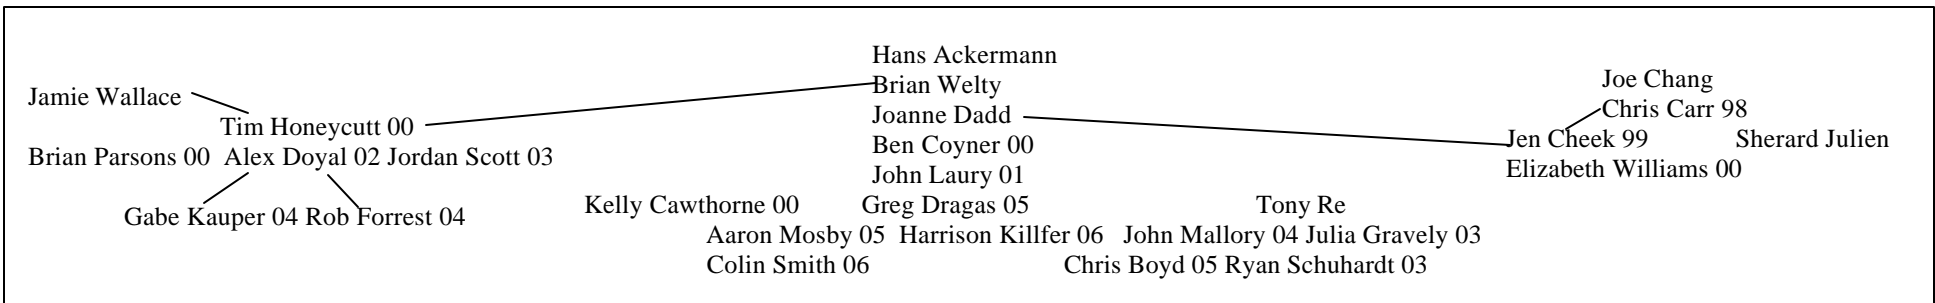 Hans Ackermann
Joe Chang
Brian Welty
Jamie Wallace
Chris Carr 98
Joanne Dadd
Tim Honeycutt 00
Jen Cheek 99 Sherard Julien
Ben Coyner 00
Brian Parsons 00 Alex Doyal 02 Jordan Scott 03
Elizabeth Williams 00
John Laury 01
Kelly Cawthorne 00 Greg Dragas 05 Tony Re
Gabe Kauper 04 Rob Forrest 04
Aaron Mosby 05 Harrison Killfer 06 John Mallory 04 Julia Gravely 03
Colin Smith 06 Chris Boyd 05 Ryan Schuhardt 03